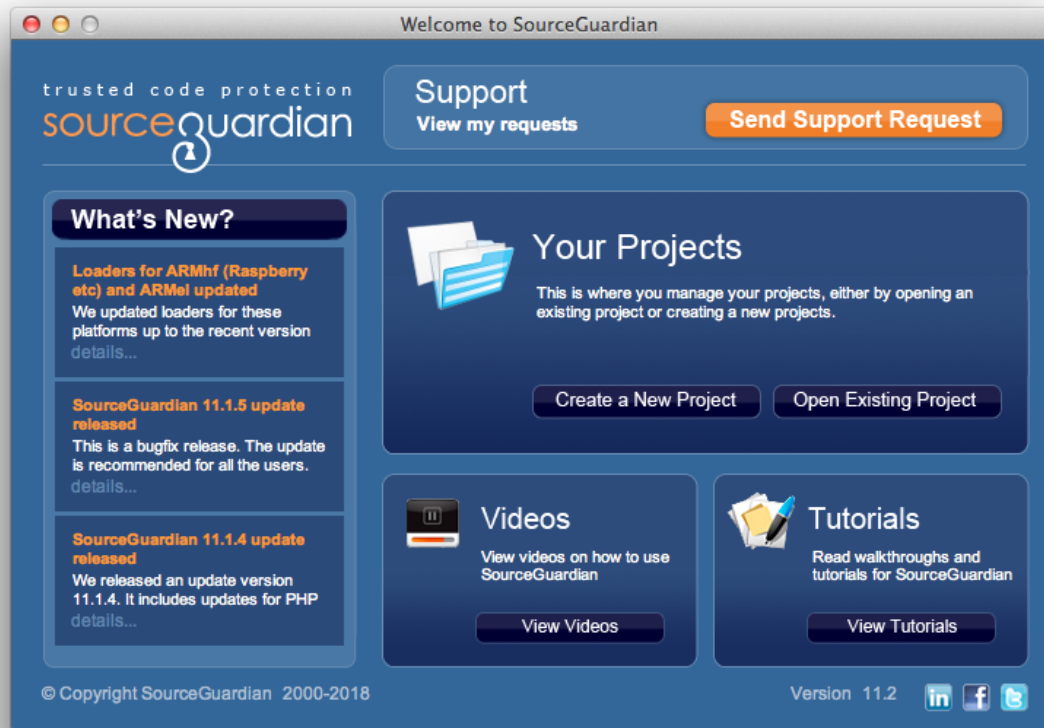 Welcome to SourceGuardian
trusted code protection
sourceguardian
Support
View my requests
Send Support Request
What's New?
Loaders for ARMhf (Raspberry
etc) and ARMel updated
We updated loaders for these
platforms up to the recent version
details...
SourceGuardian 11.1.5 update
released
This is a bugfix release. The update
is recommended for all the users.
details...
SourceGuardian 11.1.4 update
released
We released an update version
11.1.4. It includes updates for PHP
details...
Your Projects
This is where you manage your projects, either by opening an
existing project or creating a new projects.
Create a New Project
Open Existing Project
Videos
View videos on how to use
SourceGuardian
View Videos
Tutorials
Read walkthroughs and
tutorials for SourceGuardian
View Tutorials
© Copyright SourceGuardian 2000-2018
Version 11.2
in
f
t